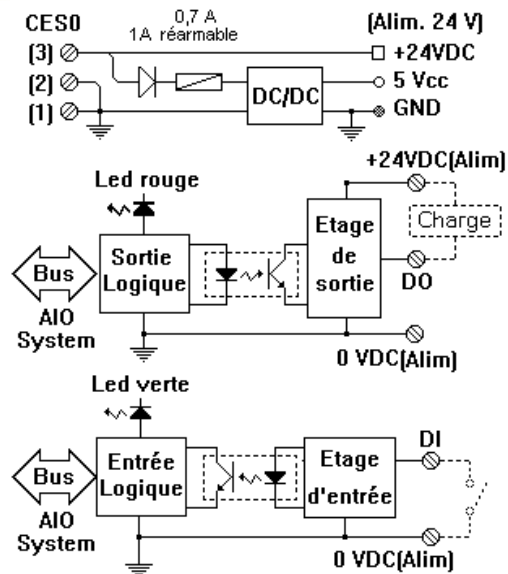 CES0
0,7 A
(Alim. 24 V)
1A réarmable
(3)
+24VDC
(2)
5 Vcc
DC/DC
(1)
GND
+24VDC(Alim)
Led rouge
Charge
Etage
de
sortie
Sortie
Logique
Bus
DO
AIO
System
0 VDC(Alim)
Led verte
DI
Entrée
Logique
Etage
d'entrée
Bus
AIO
System
0 VDC(Alim)